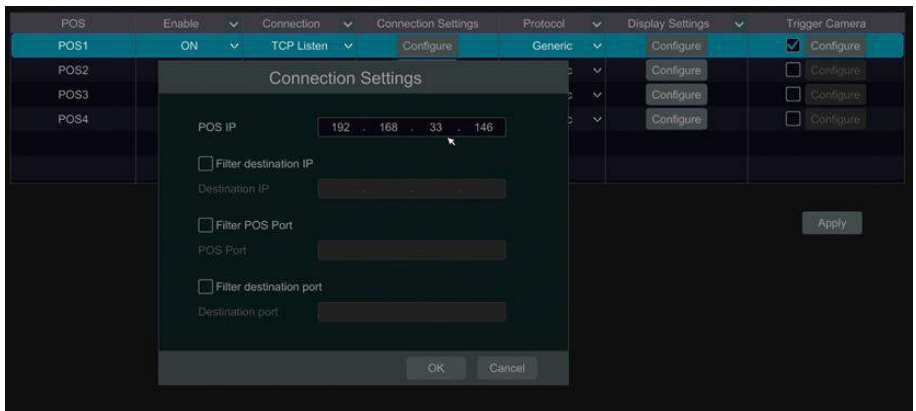 POS Enable Connection Connection Settings Protocol Display Settings Trigger Camera
POS1 ON TCP Listen Configure Generic Configure Configure
POS2 Configure Configure
POS3 Configure Configure
POS4 Configure Configure
Connection Settings
POS IP 192 . 168 . 33 . 146
Filter destination IP
Destination IP . . .
Filter POS Port
POS Port
Apply
Filter destination port
Destination port
OK Cancel